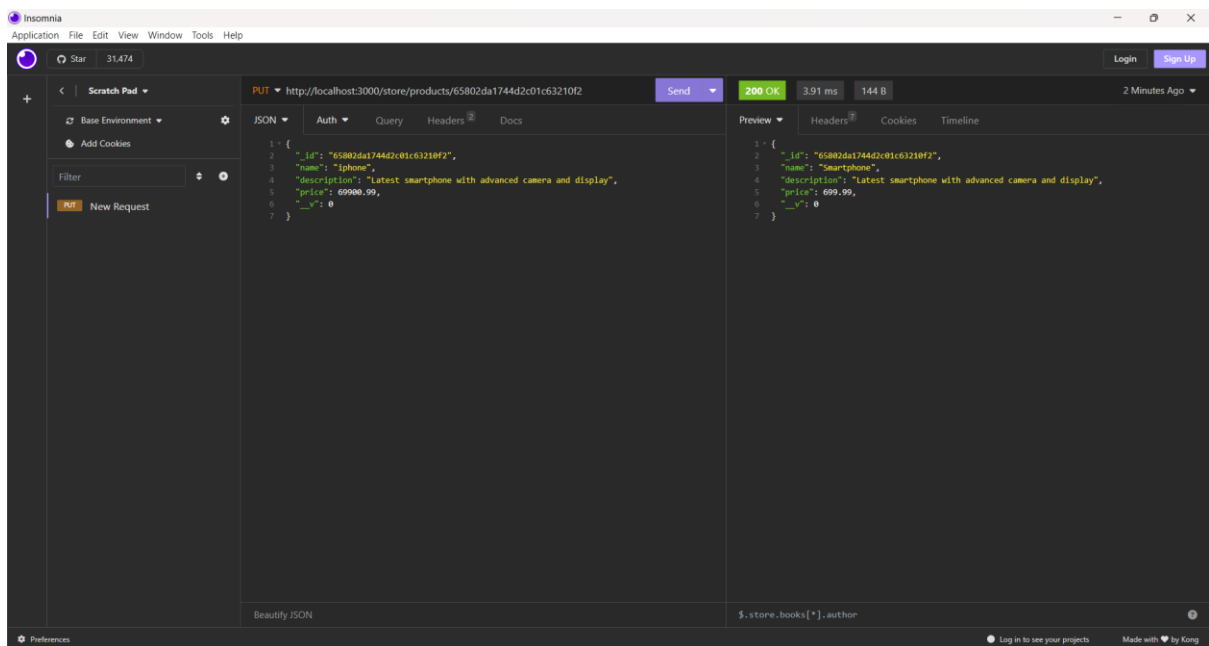 Insomnia
Application File Edit View Window Tools Help
Star 31,474
Login Sign Up
Scratch Pad
Base Environment
Add Cookies
Filter
PUT New Request
PUT http://localhost:3000/store/products/65802da1744d2c01c63210f2 Send
JSON Auth Query Headers 2 Docs
1 {
2 "_id": "65802da1744d2c01c63210f2",
3 "name": "iphone",
4 "description": "Latest smartphone with advanced camera and display",
5 "price": 69900.99,
6 "__v": 0
7 }
Beautify JSON
200 OK 3.91 ms 144 B 2 Minutes Ago
Preview Headers 7 Cookies Timeline
1 {
2 "_id": "65802da1744d2c01c63210f2",
3 "name": "Smartphone",
4 "description": "Latest smartphone with advanced camera and display",
5 "price": 699.99,
6 "__v": 0
7 }
$.store.books[*].author
Preferences
Log in to see your projects Made with ♥ by Kong